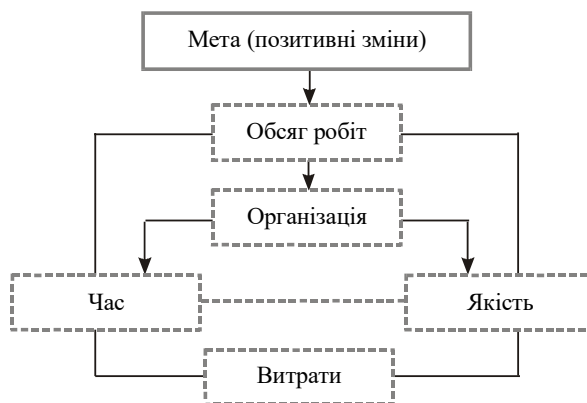 Мета (позитивні зміни)
Обсяг робіт
Організація
Час
Якість
Витрати